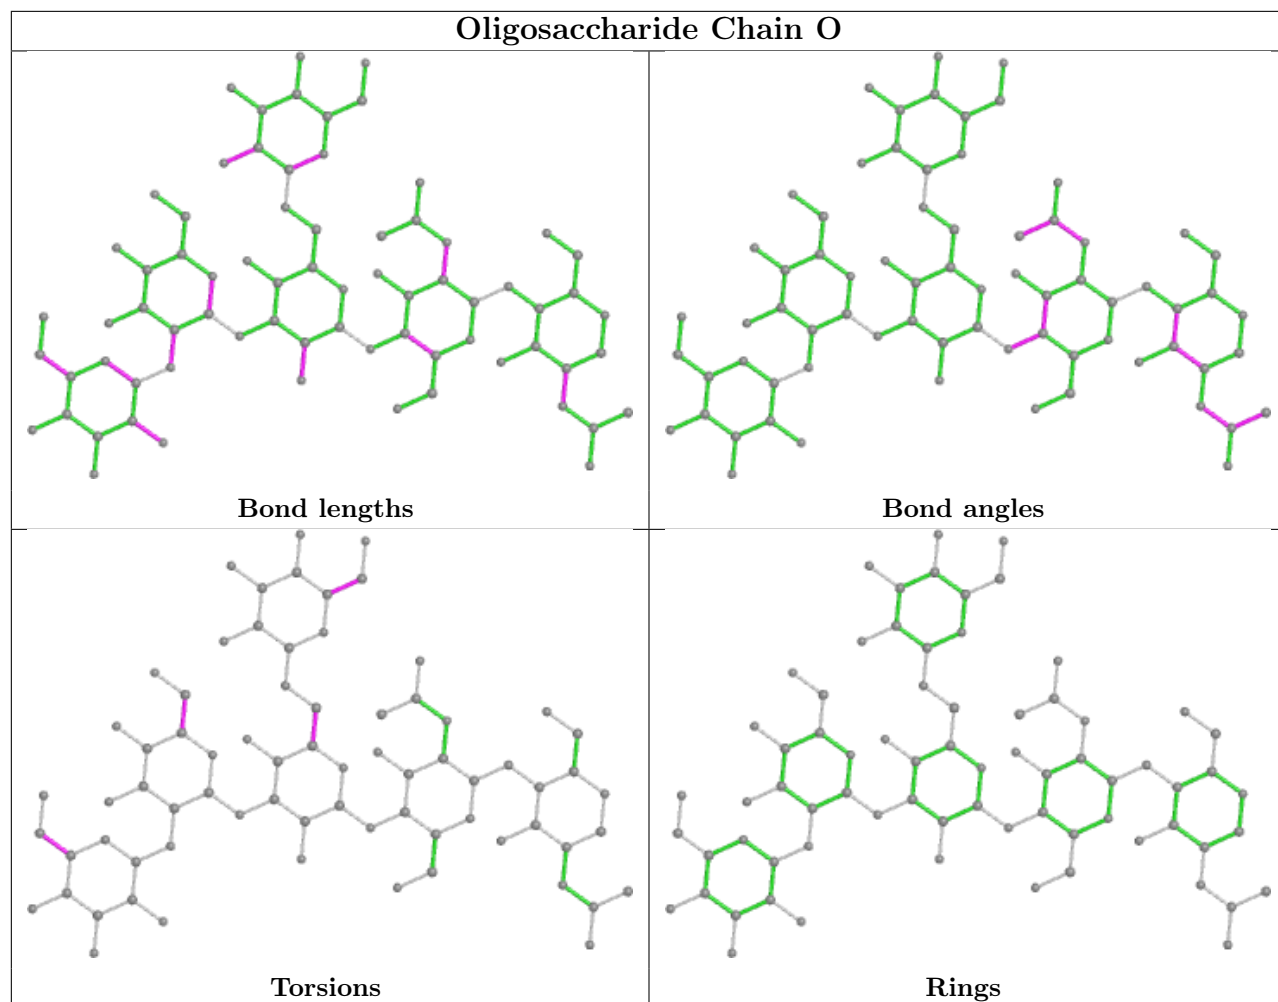 Oligosaccharide Chain O
Bond lengths
Bond angles
Torsions
Rings